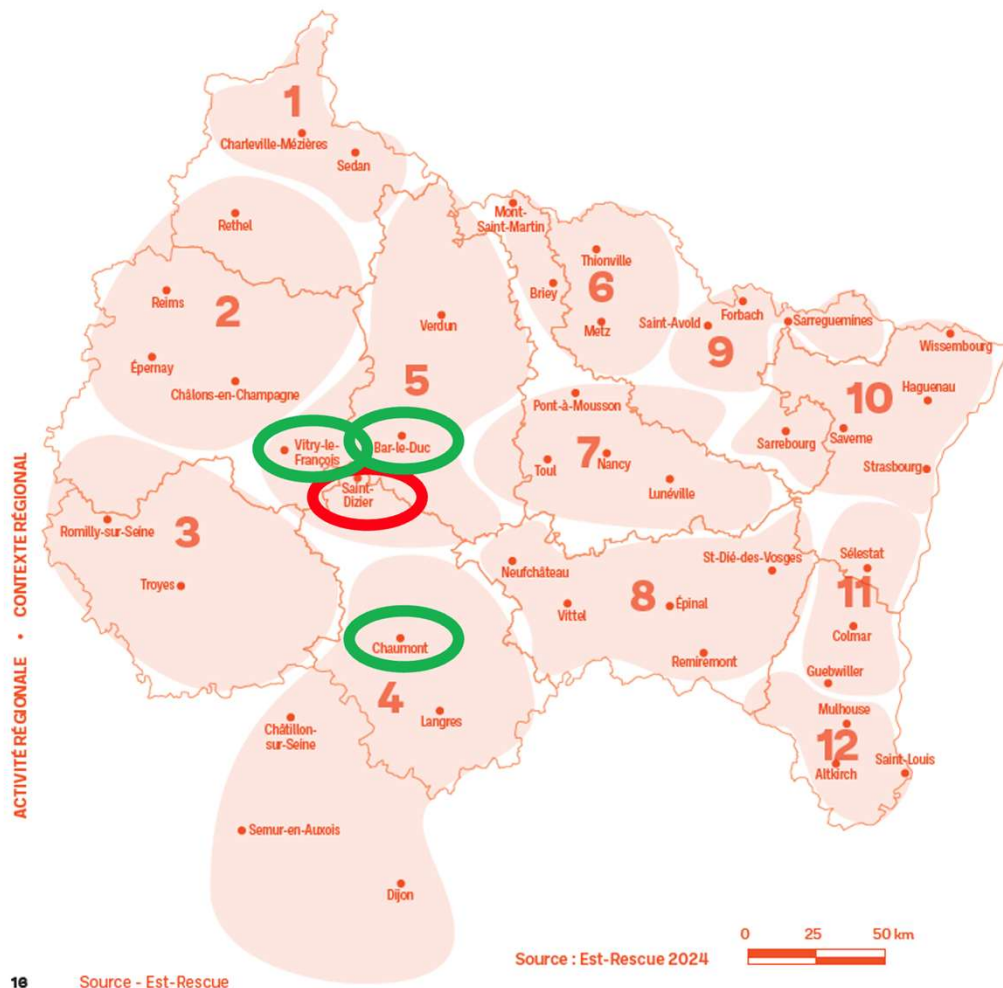 1
Charleville-Mézières
Sedan
Rethel
Mont-
Saint-Martin
Thionville
Reims
2
Briey
6
Verdun
Metz
Saint-Avold
Forbach
Sarreguemines
Wissembourg
9
Épernay
5
Châlons-en-Champagne
10
Haguenau
Pont-à-Mousson
Vitry-le-
François
Bar-le-Duc
Sarrebourg
Saverne
7
Nancy
Toul
Strasbourg
Saint-
Dizier
Lunéville
Romilly-sur-Seine
3
Sélestat
Neufchâteau
St-Dié-des-Vosges
Troyes
8
Épinal
11
Vittel
Colmar
Chaumont
Remiremont
Guebwiller
4
Langres
Mulhouse
Châtillon-
sur-Seine
12
Saint-Louis
Altkirch
Semur-en-Auxois
Dijon
ACTIVITÉ RÉGIONALE • CONTEXTE RÉGIONAL
0 25 50 km
Source : Est-Rescue 2024
16 Source - Est-Rescue